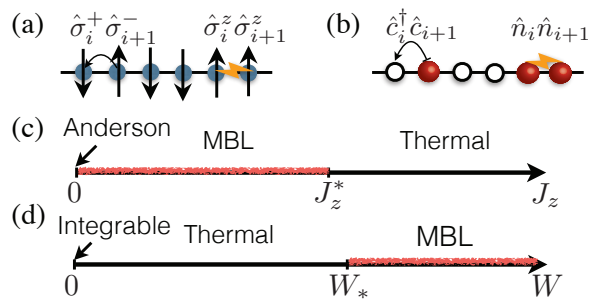 (a) σ̂ᵢ⁺σ̂ᵢ₊₁⁻ σ̂ᵢᶻσ̂ᵢ₊₁ᶻ (b) ĉᵢ†ĉᵢ₊₁ n̂ᵢn̂ᵢ₊₁
(c) Anderson MBL Thermal
0 J_z^* J_z
(d) Integrable Thermal MBL
0 W_* W